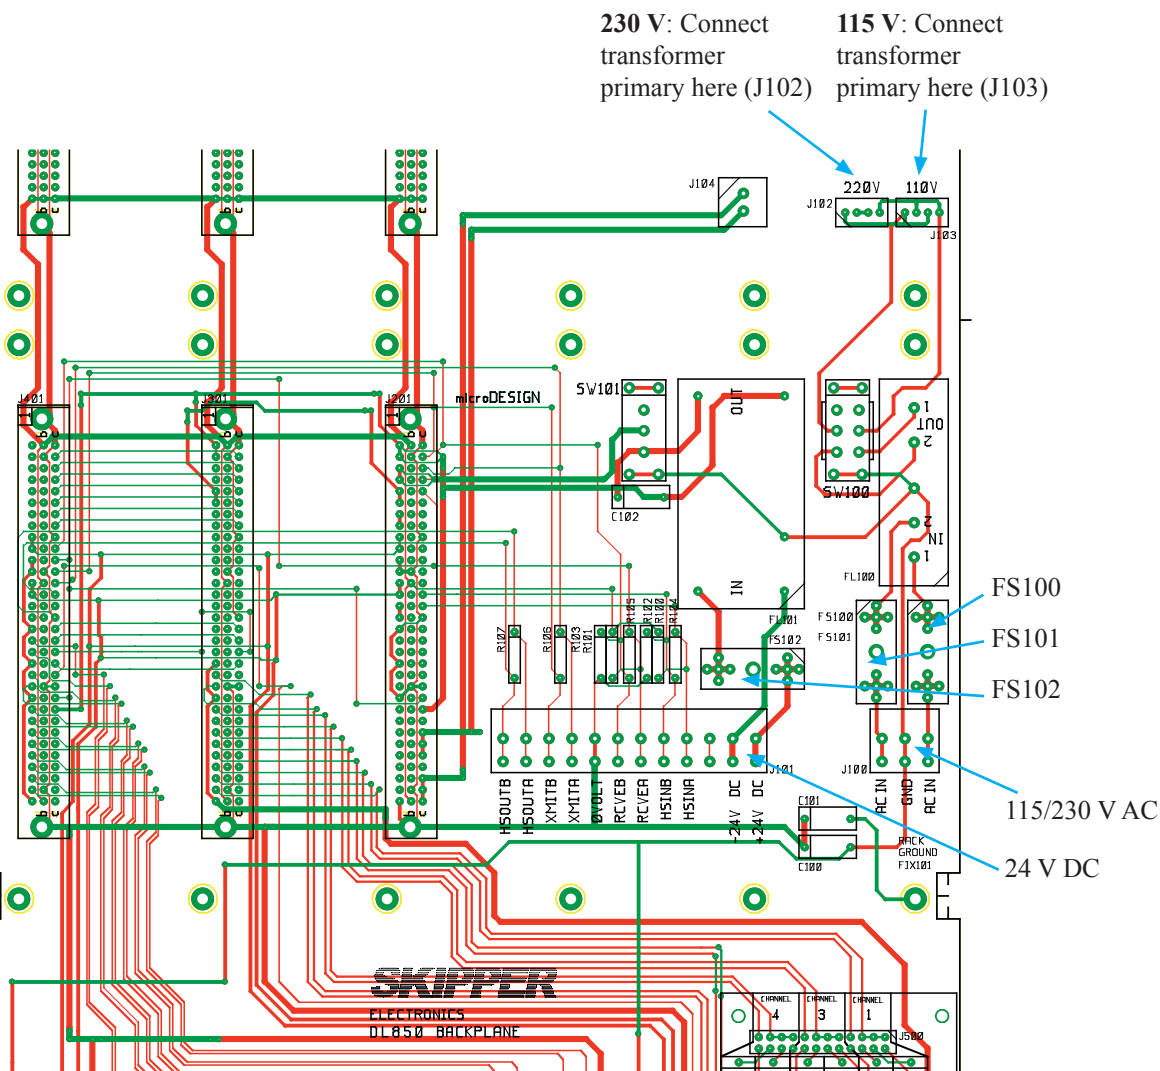 230 V: Connect
transformer
primary here (J102)
115 V: Connect
transformer
primary here (J103)
J104
220V
110V
J102
J103
b c
b c
b c
J401
J301
J201
1
1
1
b c
b c
b c
microDESIGN
SW101
OUT
1
OUT
2
SW100
C102
2
IN
1
IN
FL100
FL101
FS100
FS101
FS102
R107
R106
R103
R101
R105
R102
R100
R104
FS100
FS101
FS102
J101
J100
HSOUTB
HSOUTA
XMITB
XMITA
0VOLT
RCVEB
RCVEA
HSINB
HSINA
-24V DC
+24V DC
AC IN
GND
AC IN
115/230 V AC
C101
C100
RACK
GROUND
FIX101
24 V DC
SKIPPER
ELECTRONICS
DL850 BACKPLANE
CHANNEL
4
CHANNEL
3
CHANNEL
1
J500